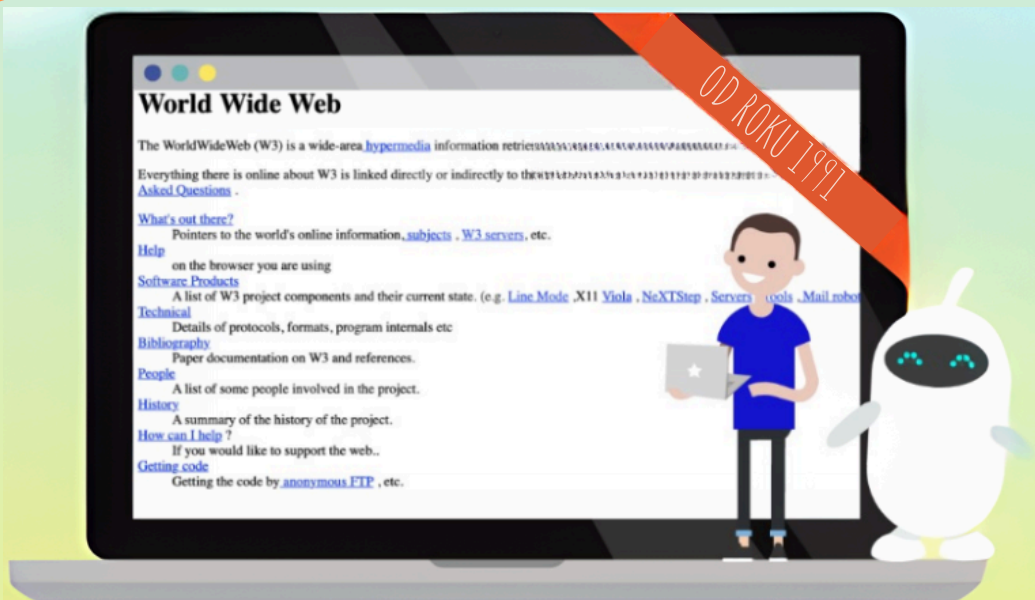 OD ROKU 1991
World Wide Web
The WorldWideWeb (W3) is a wide-area hypermedia information
Everything there is online about W3 is linked directly or indirectly to
Asked Questions .
What's out there?
Pointers to the world's online information, subjects , W3 servers, etc.
Help
on the browser you are using
Software Products
A list of W3 project components and their current state. (e.g. Line Mode ,X11 Viola , NeXTStep , Servers , Mail
Technical
Details of protocols, formats, program internals etc
Bibliography
Paper documentation on W3 and references.
People
A list of some people involved in the project.
History
A summary of the history of the project.
How can I help ?
If you would like to support the web..
Getting code
Getting the code by anonymous FTP , etc.